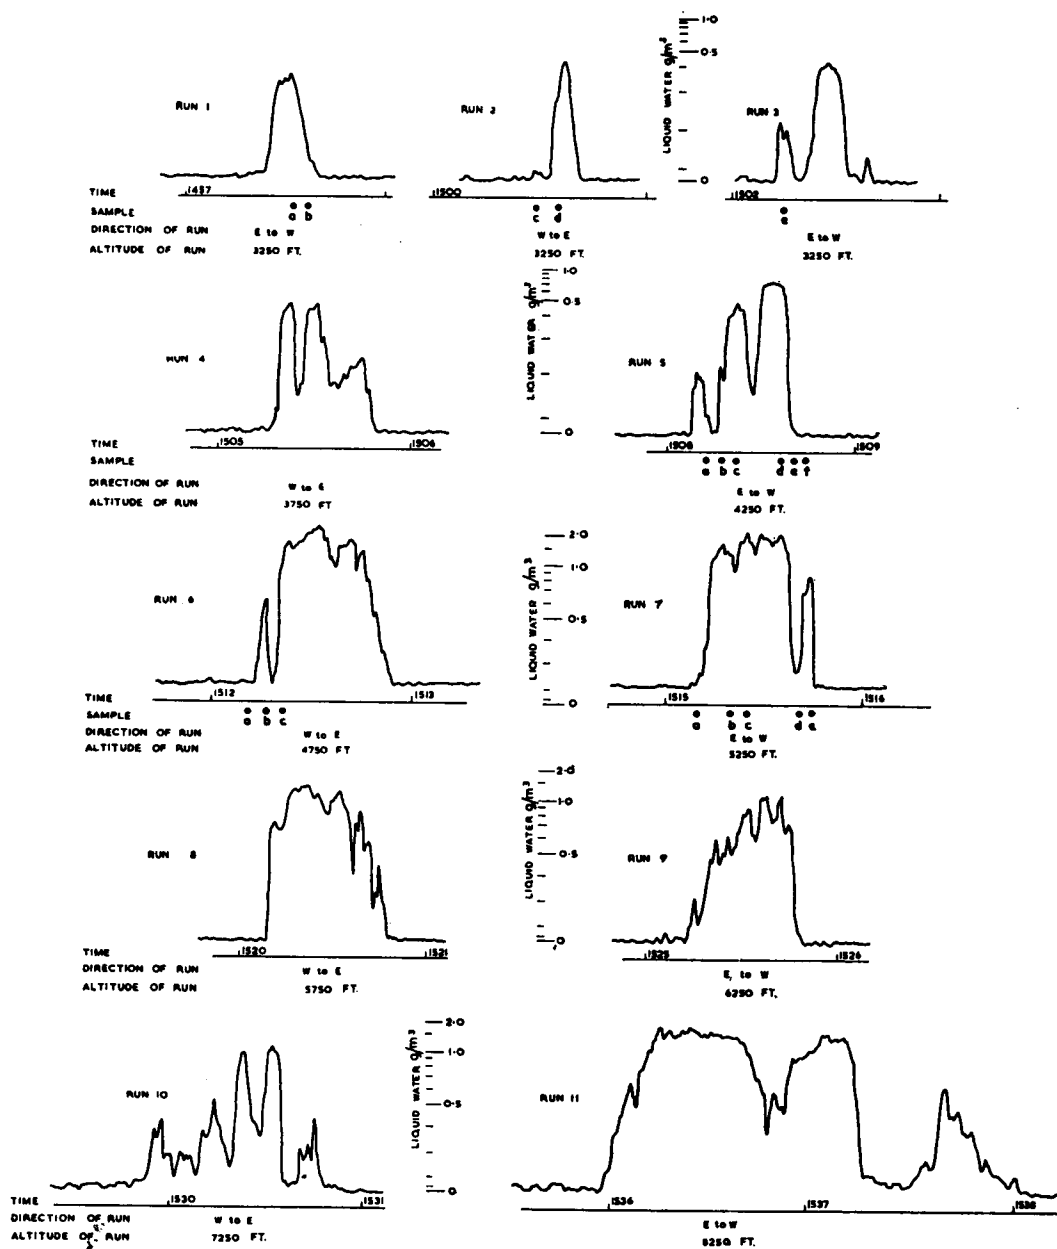 1.0
0.5
0
LIQUID WATER g/m³
RUN 1
RUN 2
RUN 3
TIME 1457 1500 1502
SAMPLE a b c d e
DIRECTION OF RUN E to W W to E E to W
ALTITUDE OF RUN 3250 FT. 3250 FT. 3250 FT.
1.0
0.5
0
LIQUID WATER g/m³
RUN 4
RUN 5
TIME 1505 1506 1508 1509
SAMPLE a b c d e f
DIRECTION OF RUN W to E E to W
ALTITUDE OF RUN 3750 FT 4250 FT.
2.0
1.0
0.5
0
LIQUID WATER g/m³
RUN 6
RUN 7
TIME 1512 1513 1515 1516
SAMPLE a b c a b c d e
DIRECTION OF RUN W to E E to W
ALTITUDE OF RUN 4750 FT 5250 FT.
2.0
1.0
0.5
0
LIQUID WATER g/m³
RUN 8
RUN 9
TIME 1520 1521 1525 1526
DIRECTION OF RUN W to E E, to W
ALTITUDE OF RUN 5750 FT. 6250 FT.
2.0
1.0
0.5
0
LIQUID WATER g/m³
RUN 10
RUN 11
TIME 1530 1531 1536 1537 1538
DIRECTION OF RUN W to E E to W
ALTITUDE OF RUN 7250 FT. 8250 FT.